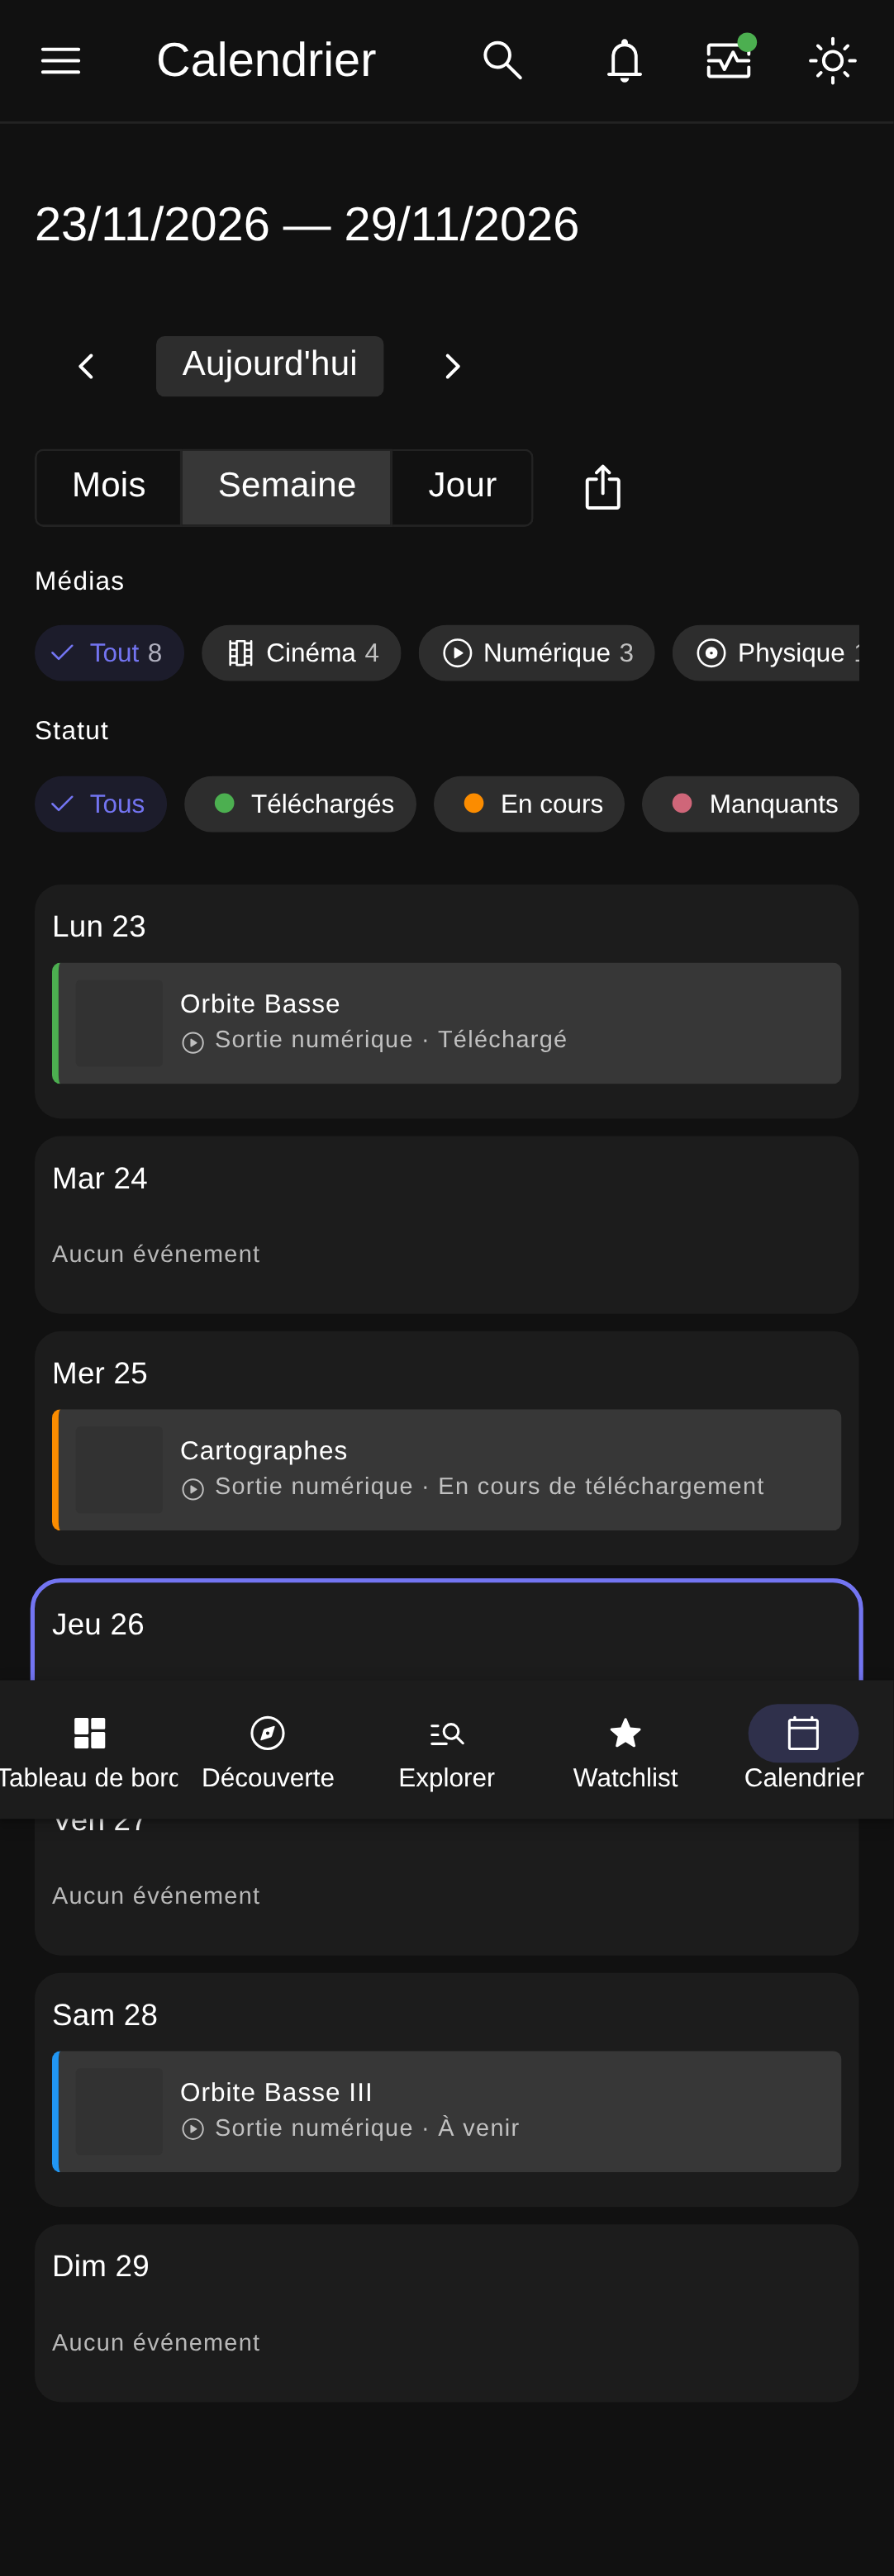 Calendrier
23/11/2026 — 29/11/2026
Aujourd'hui
Mois Semaine Jour
Médias
Tout 8 Cinéma 4 Numérique 3 Physique
Statut
Tous Téléchargés En cours Manquants
Lun 23
Orbite Basse
Sortie numérique · Téléchargé
Mar 24
Aucun événement
Mer 25
Cartographes
Sortie numérique · En cours de téléchargement
Jeu 26
Tableau de bord Découverte Explorer Watchlist Calendrier
Ven 27
Aucun événement
Sam 28
Orbite Basse III
Sortie numérique · À venir
Dim 29
Aucun événement